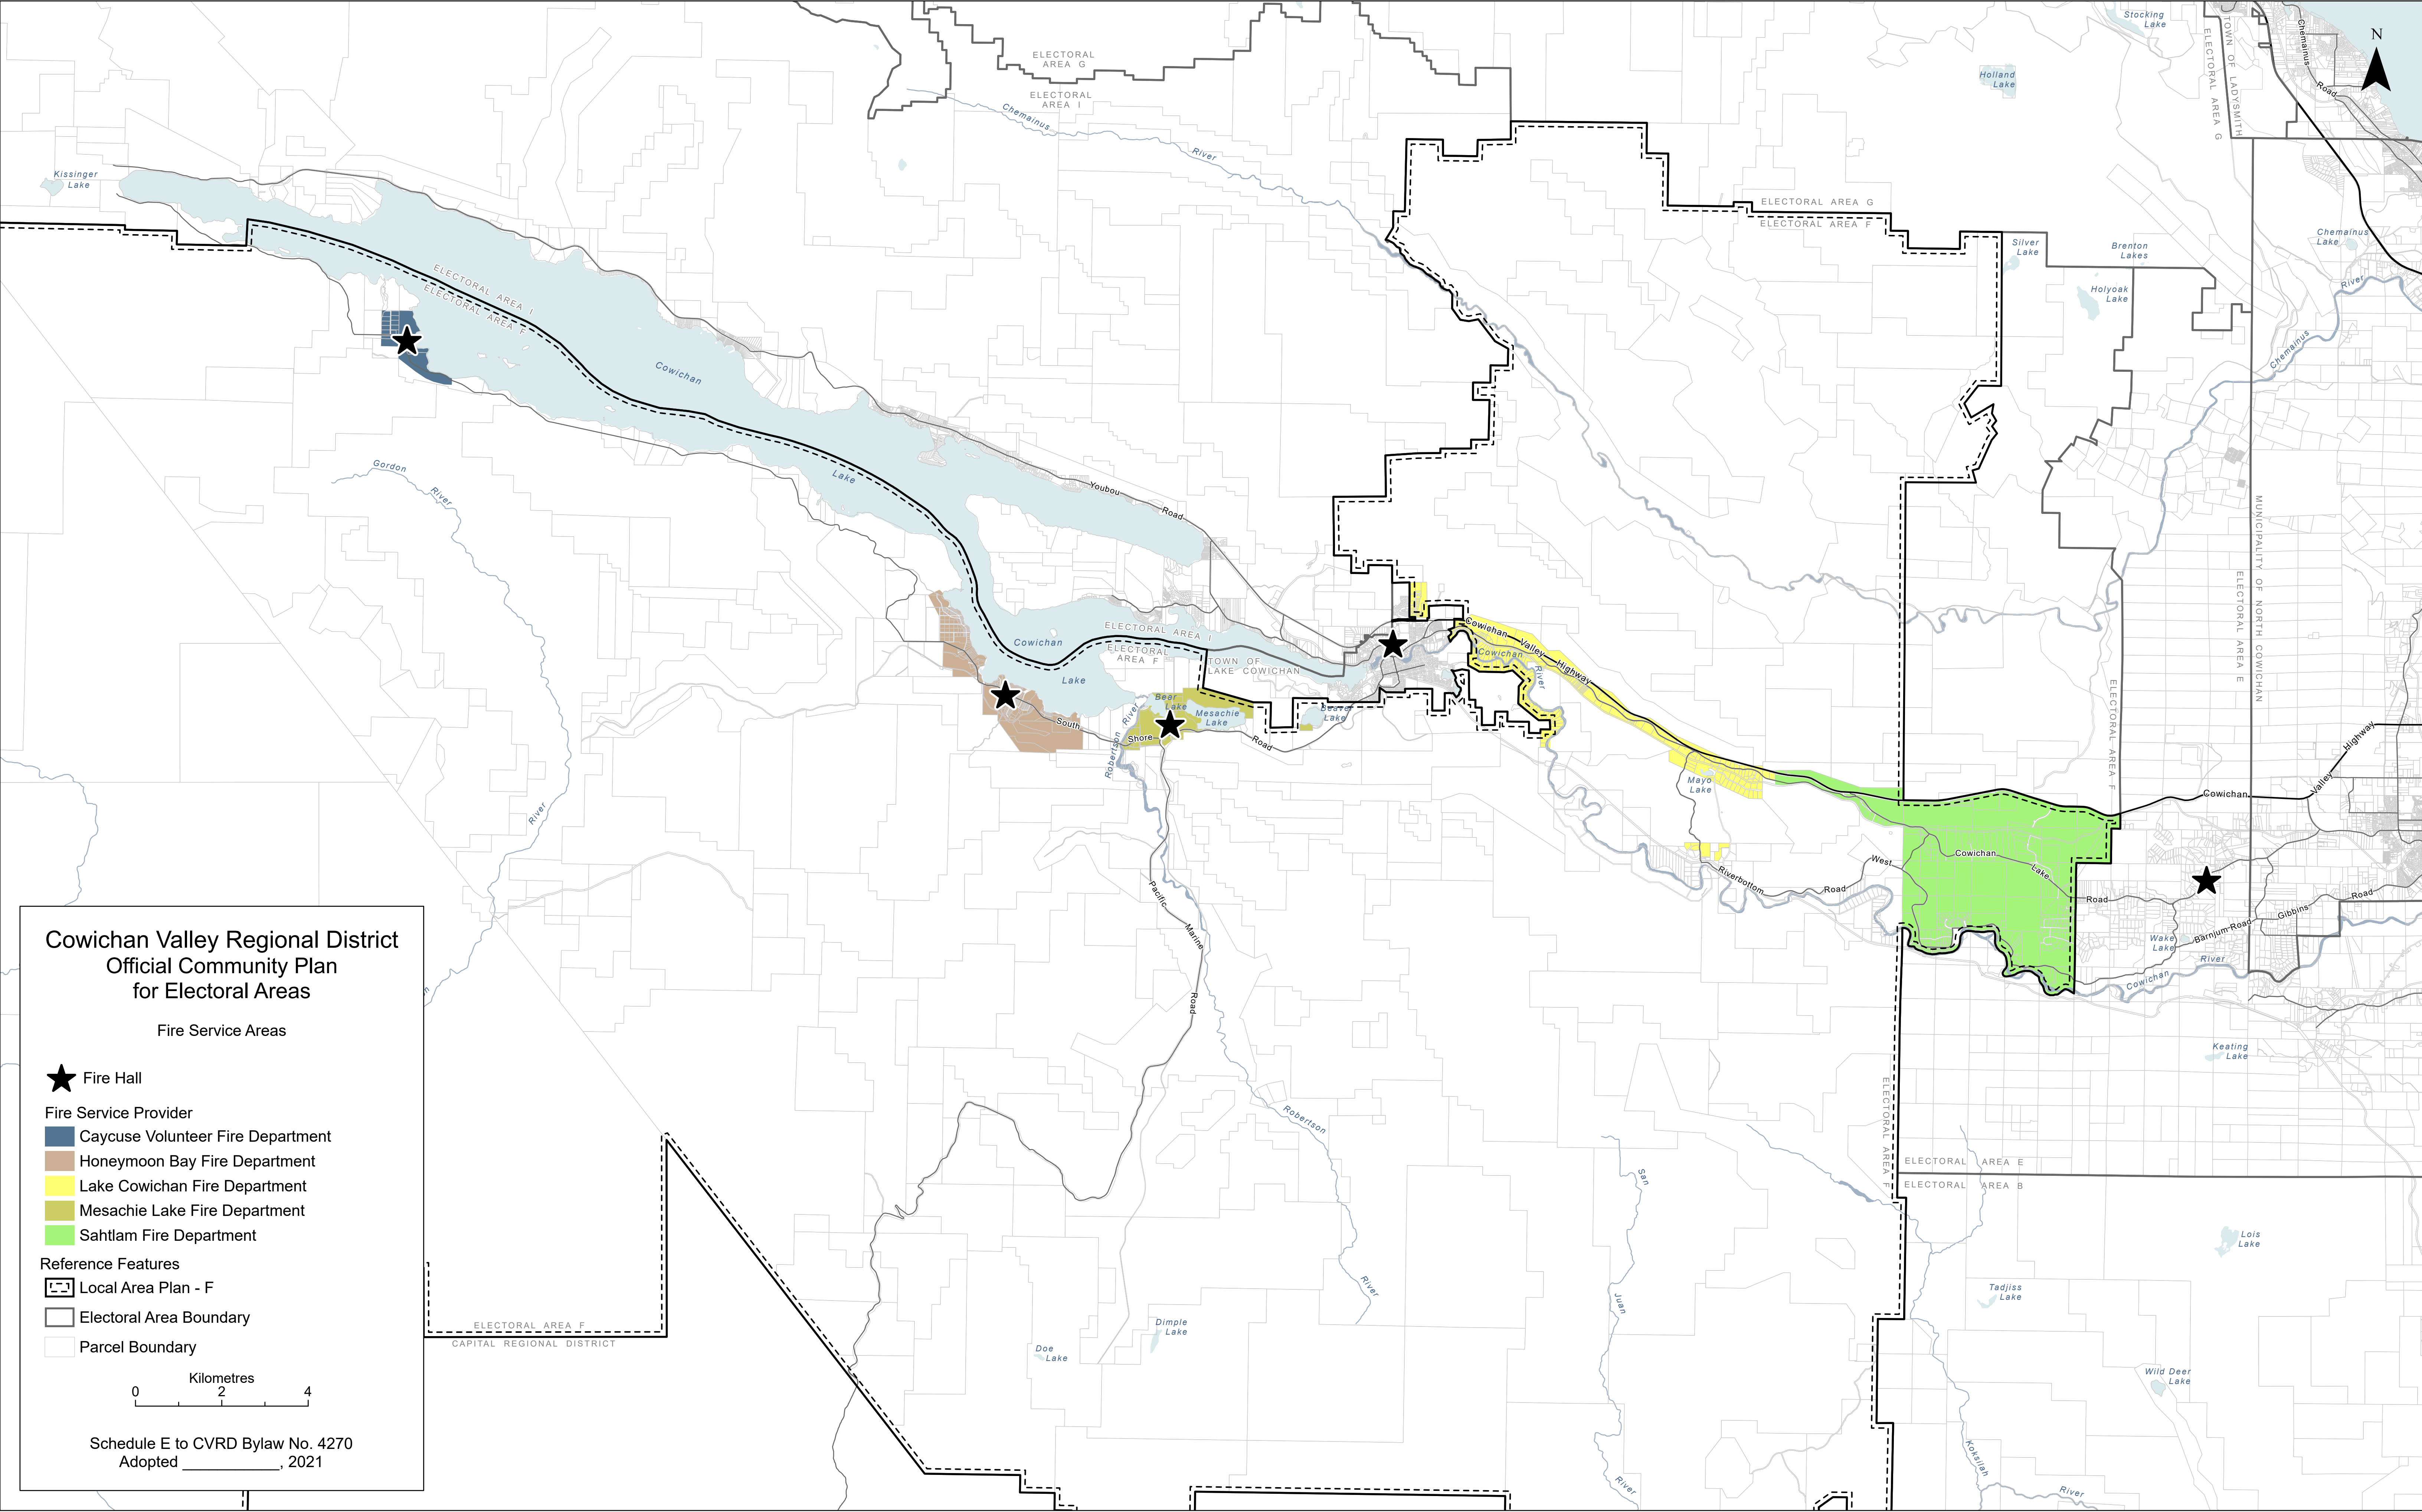 Stocking
Lake
N
Chemainus
Road
TOWN OF LADYSMITH
ELECTORAL AREA G
Holland
Lake
ELECTORAL
AREA G
ELECTORAL
AREA I
Chemainus
River
Kissinger
Lake
ELECTORAL AREA G
ELECTORAL AREA F
Silver
Lake
Brenton
Lakes
Chemainus
Lake
River
Holyoak
Lake
Chemainus
ELECTORAL AREA I
ELECTORAL AREA F
Cowichan
Lake
Gordon
River
River
Youbou
Road
MUNICIPALITY OF NORTH COWICHAN
ELECTORAL AREA E
ELECTORAL AREA F
ELECTORAL AREA I
ELECTORAL
AREA F
Cowichan
Lake
TOWN OF
LAKE COWICHAN
Cowichan
Valley
Highway
Cowichan
River
Bear
Lake
Mesachie
Lake
Beaver
Lake
South
Shore
Road
River
Robertson
Mayo
Lake
Cowichan
Valley
Highway
West
Cowichan
Lake
Road
Riverbottom
Road
Wake
Lake
Barnjum Road
Gibbins
Road
Cowichan
River
Pacific
Marine
Road
Keating
Lake
Robertson
River
ELECTORAL AREA F
ELECTORAL AREA E
ELECTORAL AREA B
San
Juan
River
Lois
Lake
Tadjiss
Lake
Wild Deer
Lake
Koksilah
River
Dimple
Lake
Doe
Lake
ELECTORAL AREA F
CAPITAL REGIONAL DISTRICT
Cowichan Valley Regional District
Official Community Plan
for Electoral Areas
Fire Service Areas
Fire Hall
Fire Service Provider
Caycuse Volunteer Fire Department
Honeymoon Bay Fire Department
Lake Cowichan Fire Department
Mesachie Lake Fire Department
Sahtlam Fire Department
Reference Features
Local Area Plan - F
Electoral Area Boundary
Parcel Boundary
Kilometres
0 2 4
Schedule E to CVRD Bylaw No. 4270
Adopted ___________, 2021